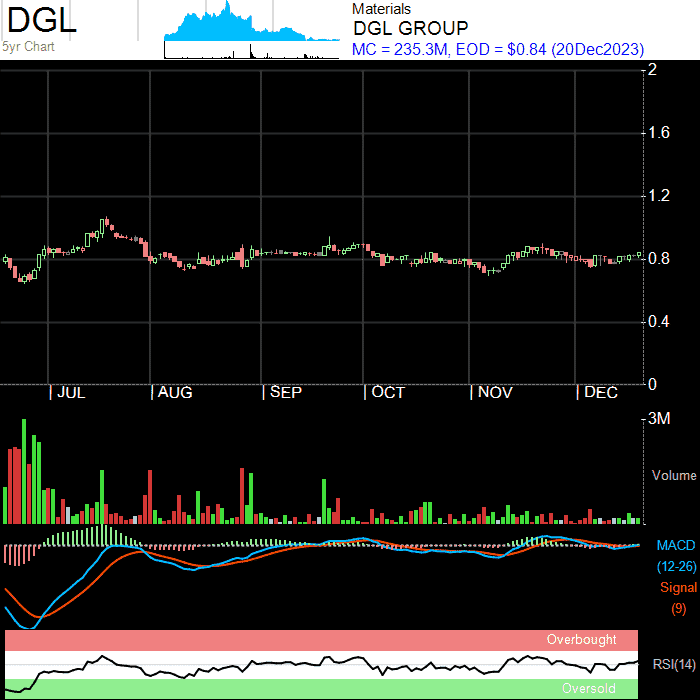 DGL
5yr Chart
Materials
DGL GROUP
MC = 235.3M, EOD = $0.84 (20Dec2023)
2
1.6
1.2
0.8
0.4
0
| JUL | AUG | SEP | OCT | NOV | DEC
3M
Volume
MACD
(12-26)
Signal
(9)
Overbought
RSI(14)
Oversold